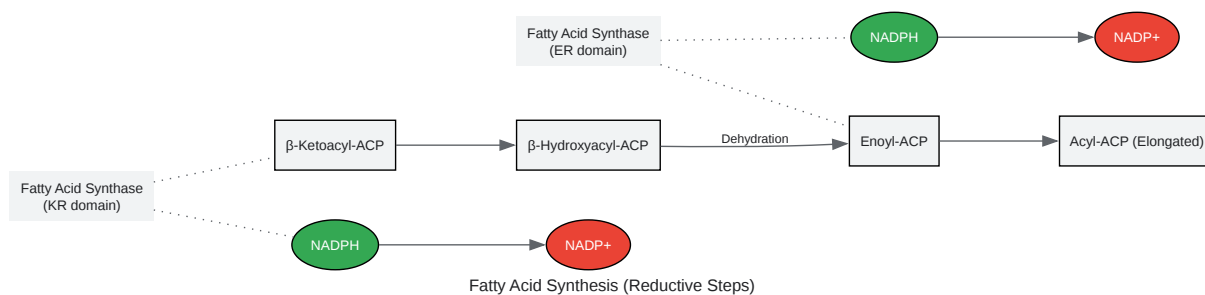 Fatty Acid Synthase
(ER domain)
NADPH
NADP+
β-Ketoacyl-ACP
β-Hydroxyacyl-ACP
Dehydration
Enoyl-ACP
Acyl-ACP (Elongated)
Fatty Acid Synthase
(KR domain)
NADPH
NADP+
Fatty Acid Synthesis (Reductive Steps)